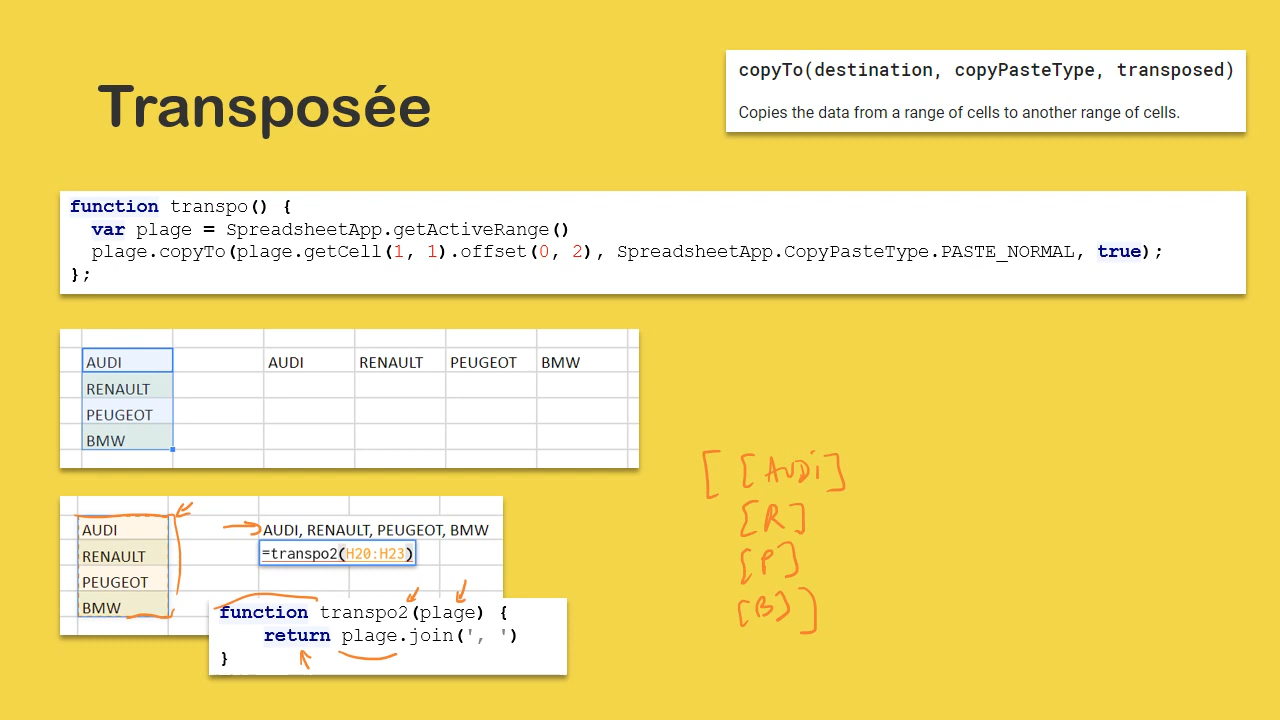 Transposée
copyTo(destination, copyPasteType, transposed)
Copies the data from a range of cells to another range of cells.
function transpo() {
var plage = SpreadsheetApp.getActiveRange()
plage.copyTo(plage.getCell(1, 1).offset(0, 2), SpreadsheetApp.CopyPasteType.PASTE_NORMAL, true);
};
AUDI AUDI RENAULT PEUGEOT BMW
RENAULT
PEUGEOT
BMW
AUDI AUDI, RENAULT, PEUGEOT, BMW
RENAULT =transpo2(H20:H23)
PEUGEOT
BMW
function transpo2(plage) {
return plage.join(', ')
}
[ [AUDi]
[R]
[P]
[B] ]